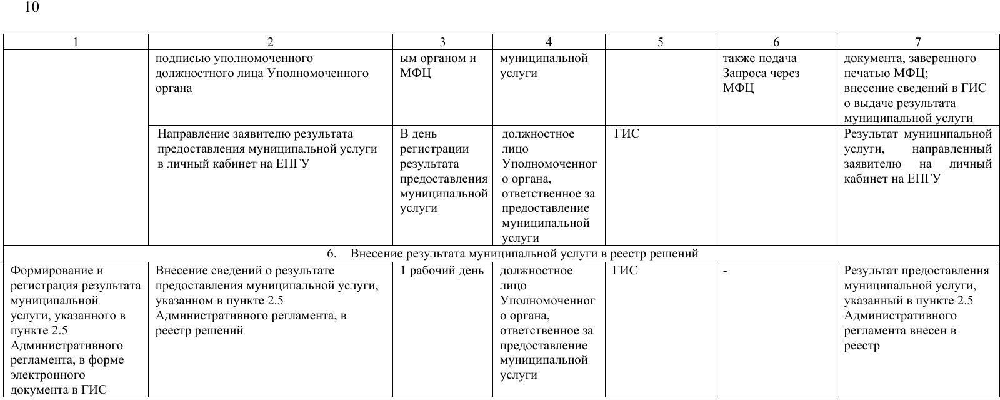 10
1 2 3 4 5 6 7
подписью уполномоченного
должностного лица Уполномоченного
органа
ым органом и
МФЦ
муниципальной
услуги
также подача
Запроса через
МФЦ
документа, заверенного
печатью МФЦ;
внесение сведений в ГИС
о выдаче результата
муниципальной услуги
Направление заявителю результата
предоставления муниципальной услуги
в личный кабинет на ЕПГУ
В день
регистрации
результата
предоставления
муниципальной
услуги
должностное
лицо
Уполномоченног
о органа,
ответственное за
предоставление
муниципальной
услуги
ГИС
Результат муниципальной
услуги, направленный
заявителю на личный
кабинет на ЕПГУ
6. Внесение результата муниципальной услуги в реестр решений
Формирование и
регистрация результата
муниципальной
услуги, указанного в
пункте 2.5
Административного
регламента, в форме
электронного
документа в ГИС
Внесение сведений о результате
предоставления муниципальной услуги,
указанном в пункте 2.5
Административного регламента, в
реестр решений
1 рабочий день
должностное
лицо
Уполномоченног
о органа,
ответственное за
предоставление
муниципальной
услуги
ГИС
-
Результат предоставления
муниципальной услуги,
указанный в пункте 2.5
Административного
регламента внесен в
реестр